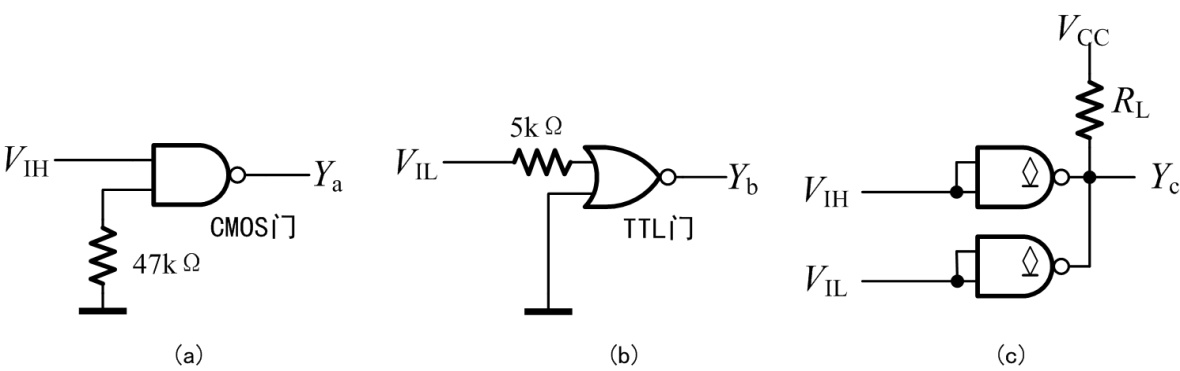 V_IH
Y_a
CMOS门
47kΩ
(a)
5kΩ
V_IL
Y_b
TTL门
(b)
V_CC
R_L
V_IH
Y_c
V_IL
(c)